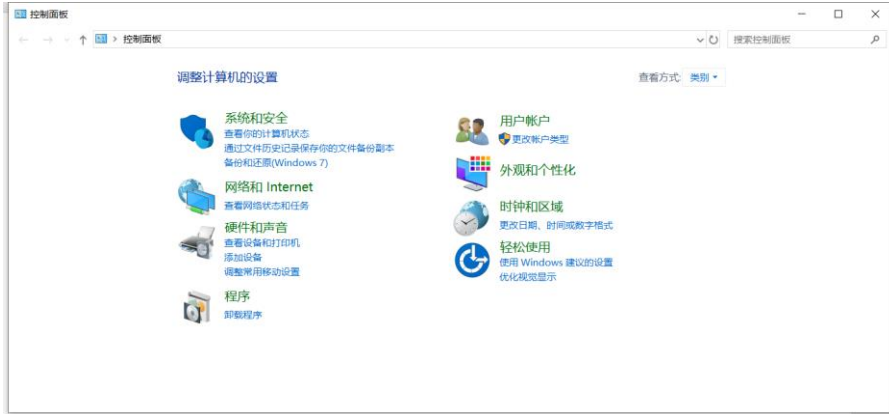 控制面板
控制面板
搜索控制面板
调整计算机的设置
查看方式: 类别
系统和安全
查看你的计算机状态
通过文件历史记录保存你的文件备份副本
备份和还原(Windows 7)
网络和 Internet
查看网络状态和任务
硬件和声音
查看设备和打印机
添加设备
调整常用移动设置
程序
卸载程序
用户帐户
更改帐户类型
外观和个性化
时钟和区域
更改日期、时间或数字格式
轻松使用
使用 Windows 建议的设置
优化视觉显示